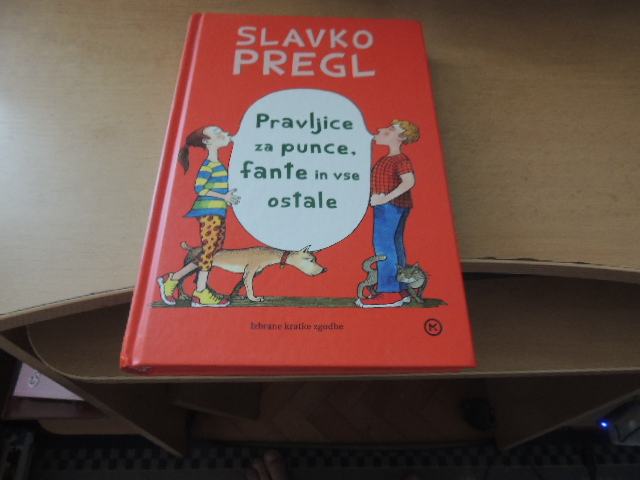 SLAVKO
PREGL
Pravljice
za punce,
fante in vse
ostale
Izbrane kratke zgodbe